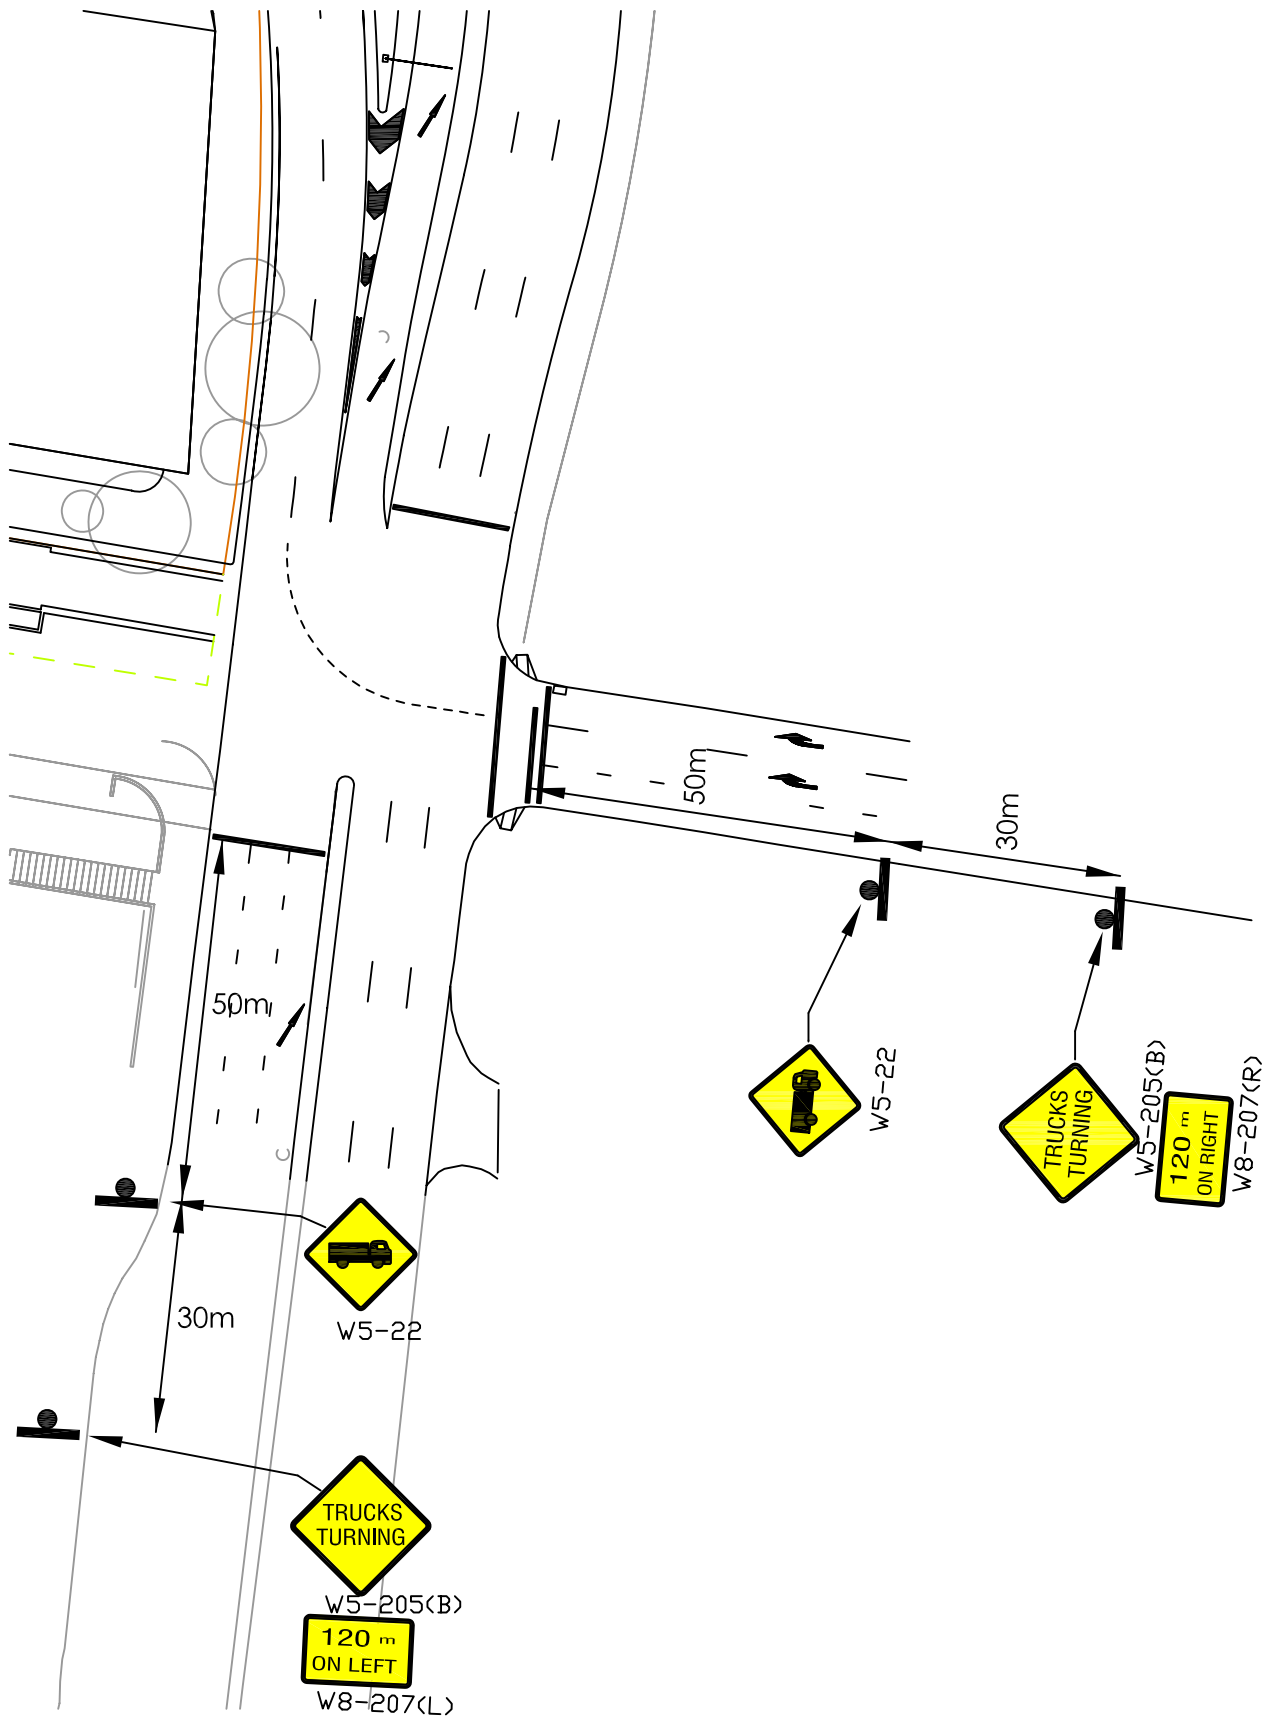 50m
30m
W5-22
TRUCKS
TURNING
W5-205(B)
120 m
ON RIGHT
W8-207(R)
50m
W5-22
30m
TRUCKS
TURNING
W5-205(B)
120 m
ON LEFT
W8-207(L)